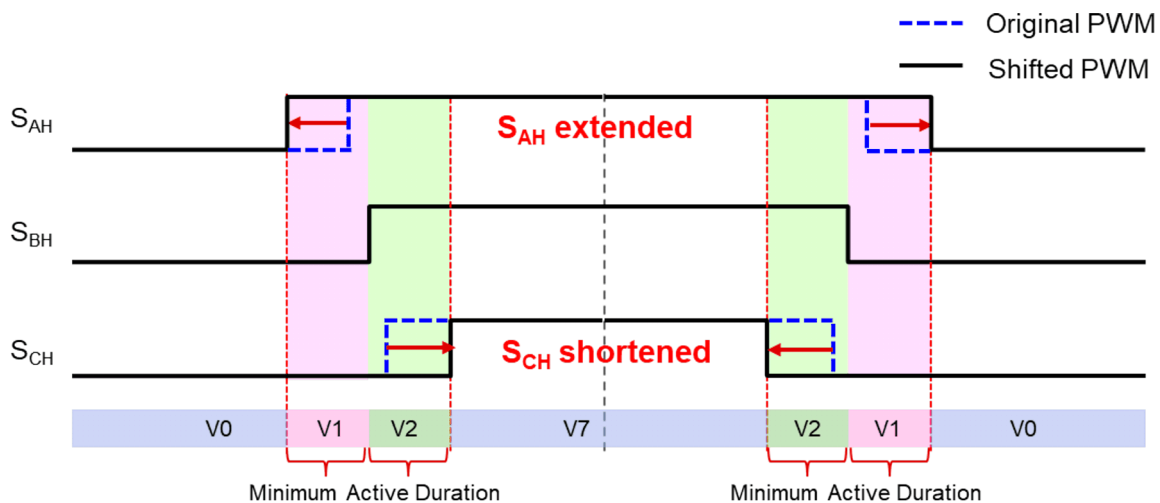 Original PWM
Shifted PWM
SAH
SAH extended
SBH
SCH
SCH shortened
V0 V1 V2 V7 V2 V1 V0
Minimum Active Duration Minimum Active Duration